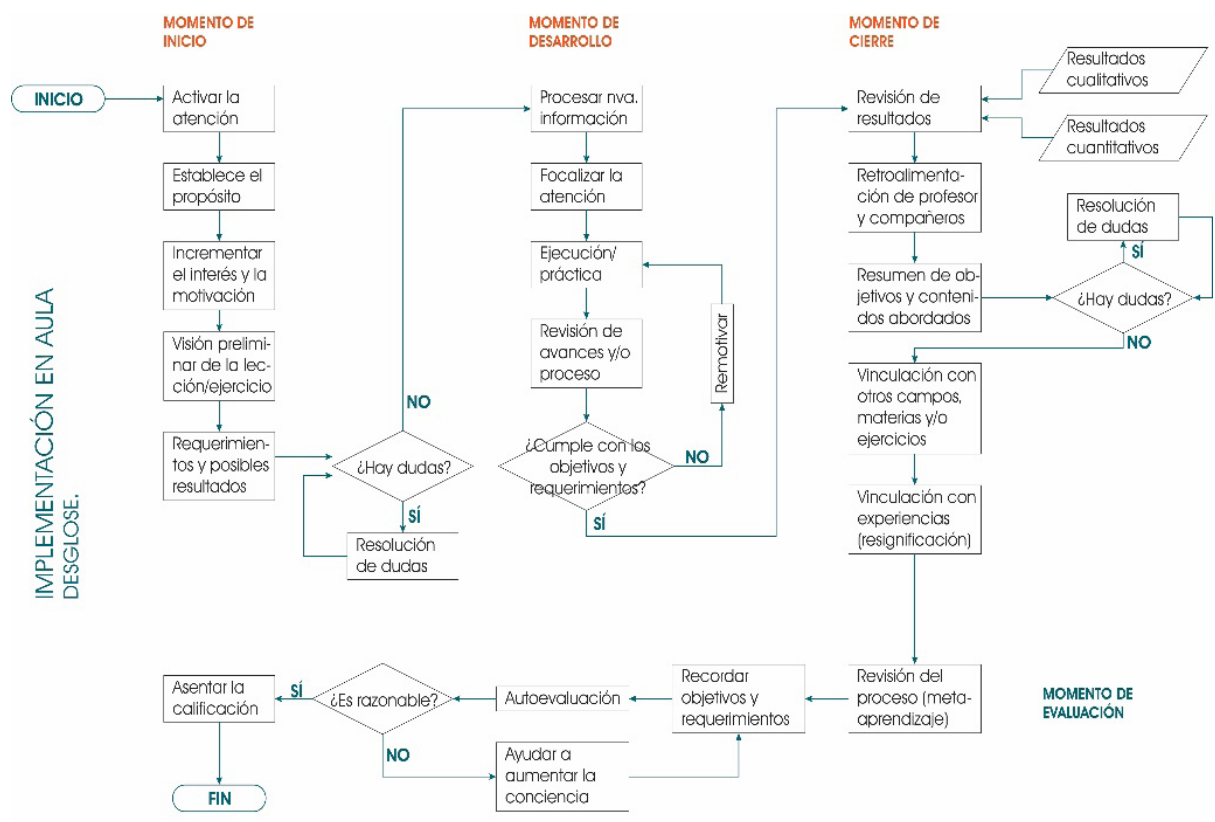 MOMENTO DE
INICIO
MOMENTO DE
DESARROLLO
MOMENTO DE
CIERRE
IMPLEMENTACIÓN EN AULA
DESGLOSE.
INICIO
Activar la
atención
Establece el
propósito
Incrementar
el interés y la
motivación
Visión prelimi-
nar de la lec-
ción/ejercicio
Requerimien-
tos y posibles
resultados
¿Hay dudas?
NO
SÍ
Resolución
de dudas
Procesar nva.
información
Focalizar la
atención
Ejecución/
práctica
Revisión de
avances y/o
proceso
¿Cumple con los
objetivos y
requerimientos?
NO
Remotivar
SÍ
Revisión de
resultados
Resultados
cualitativos
Resultados
cuantitativos
Retroalimenta-
ción de profesor
y compañeros
Resumen de ob-
jetivos y conteni-
dos abordados
¿Hay dudas?
SÍ
Resolución
de dudas
NO
Vinculación con
otros campos,
materias y/o
ejercicios
Vinculación con
experiencias
(resignificación)
MOMENTO DE
EVALUACIÓN
Revisión del
proceso (meta-
aprendizaje)
Recordar
objetivos y
requerimientos
Autoevaluación
¿Es razonable?
NO
Ayudar a
aumentar la
conciencia
SÍ
Asentar la
calificación
FIN